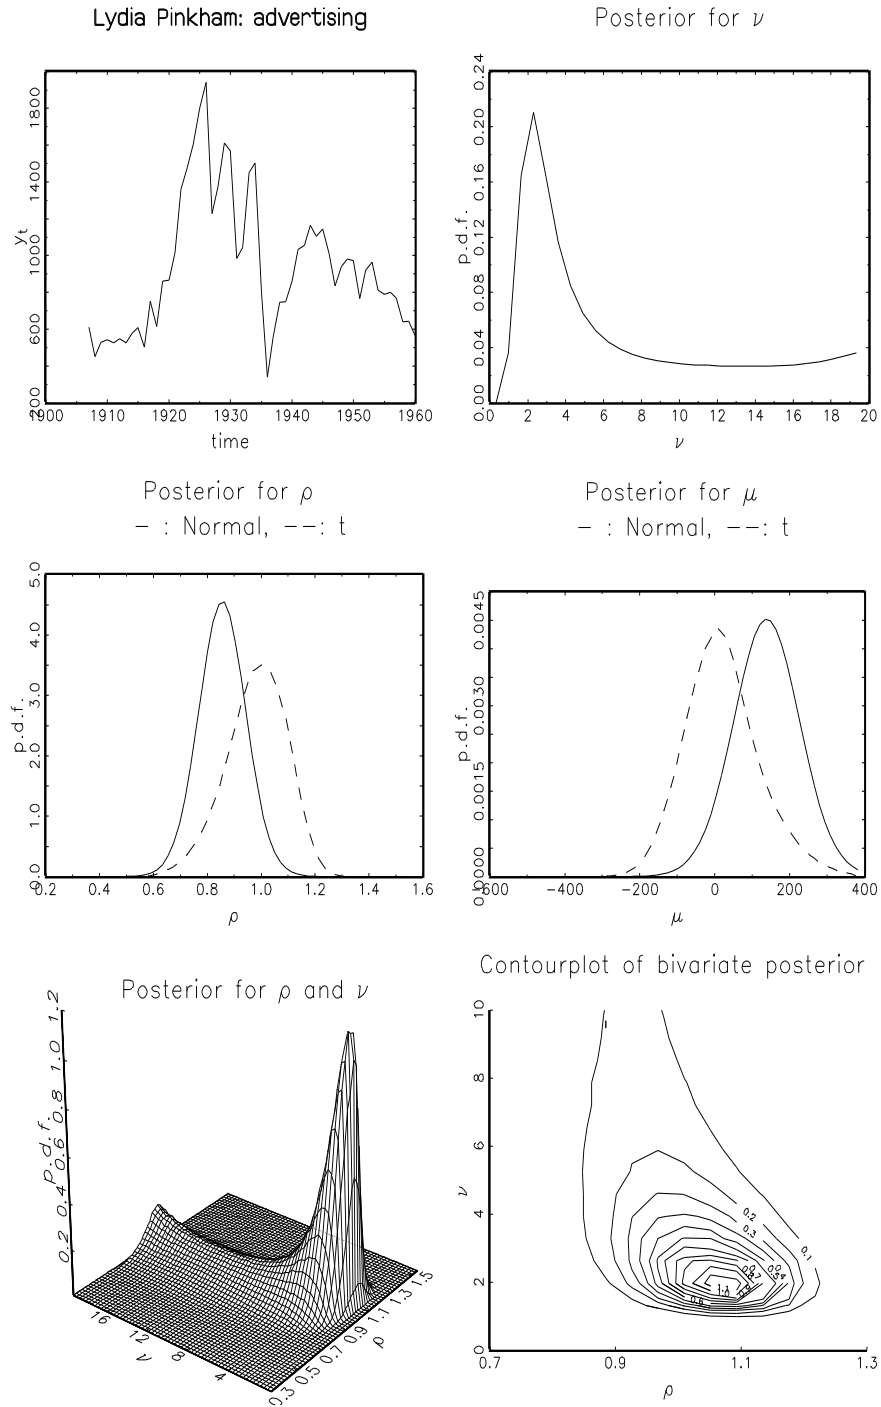 Lydia Pinkham: advertising
Posterior for ν
yt
200 600 1000 1400 1800
1900 1910 1920 1930 1940 1950 1960
time
p.d.f.
0.00 0.04 0.08 0.12 0.16 0.20 0.24
0 2 4 6 8 10 12 14 16 18 20
ν
Posterior for ρ
– : Normal, ––: t
Posterior for μ
– : Normal, ––: t
p.d.f.
0.0 1.0 2.0 3.0 4.0 5.0
0.2 0.4 0.6 0.8 1.0 1.2 1.4 1.6
ρ
p.d.f.
0.0000 0.0015 0.0030 0.0045
-600 -400 -200 0 200 400
μ
Posterior for ρ and ν
p.d.f.
0.2 0.4 0.6 0.8 1.0 1.2
16 12 8 4
ν
0.3 0.5 0.7 0.9 1.1 1.3 1.5
ρ
Contourplot of bivariate posterior
ν
0 2 4 6 8 10
0.2
0.3
0.1
0.4
1.1
1.0
0.7 0.9 1.1 1.3
ρ